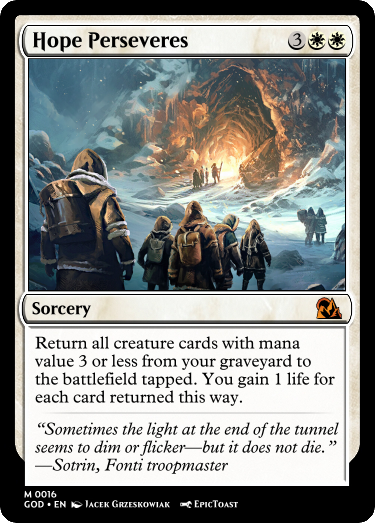 Hope Perseveres 3
Sorcery
Return all creature cards with mana
value 3 or less from your graveyard to
the battlefield tapped. You gain 1 life for
each card returned this way.
“Sometimes the light at the end of the tunnel
seems to dim or flicker—but it does not die.”
—Sotrin, Fonti troopmaster
M 0016
GOD • EN Jacek Grzeskowiak EpicToast